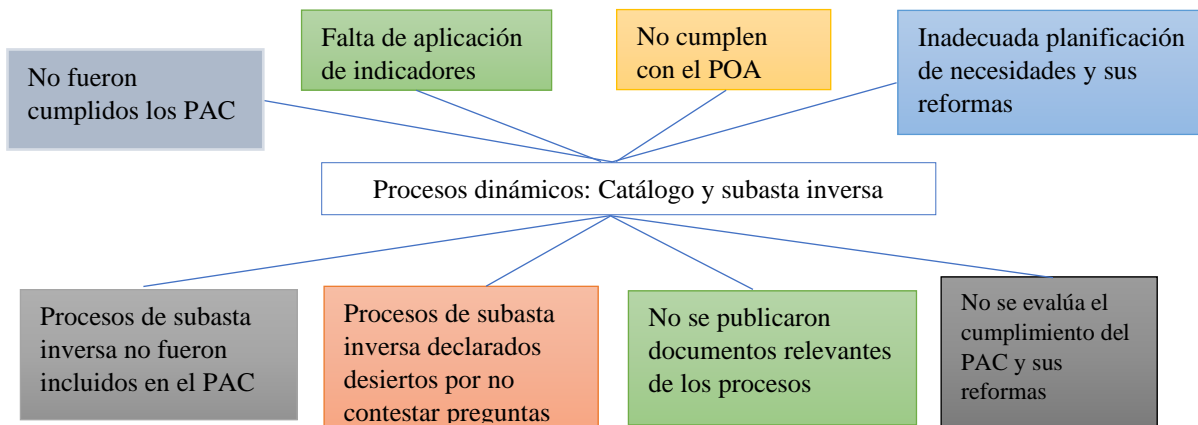 No fueron
cumplidos los PAC
Falta de aplicación
de indicadores
No cumplen
con el POA
Inadecuada planificación
de necesidades y sus
reformas
Procesos dinámicos: Catálogo y subasta inversa
Procesos de subasta
inversa no fueron
incluidos en el PAC
Procesos de subasta
inversa declarados
desiertos por no
contestar preguntas
No se publicaron
documentos relevantes
de los procesos
No se evalúa el
cumplimiento del
PAC y sus
reformas